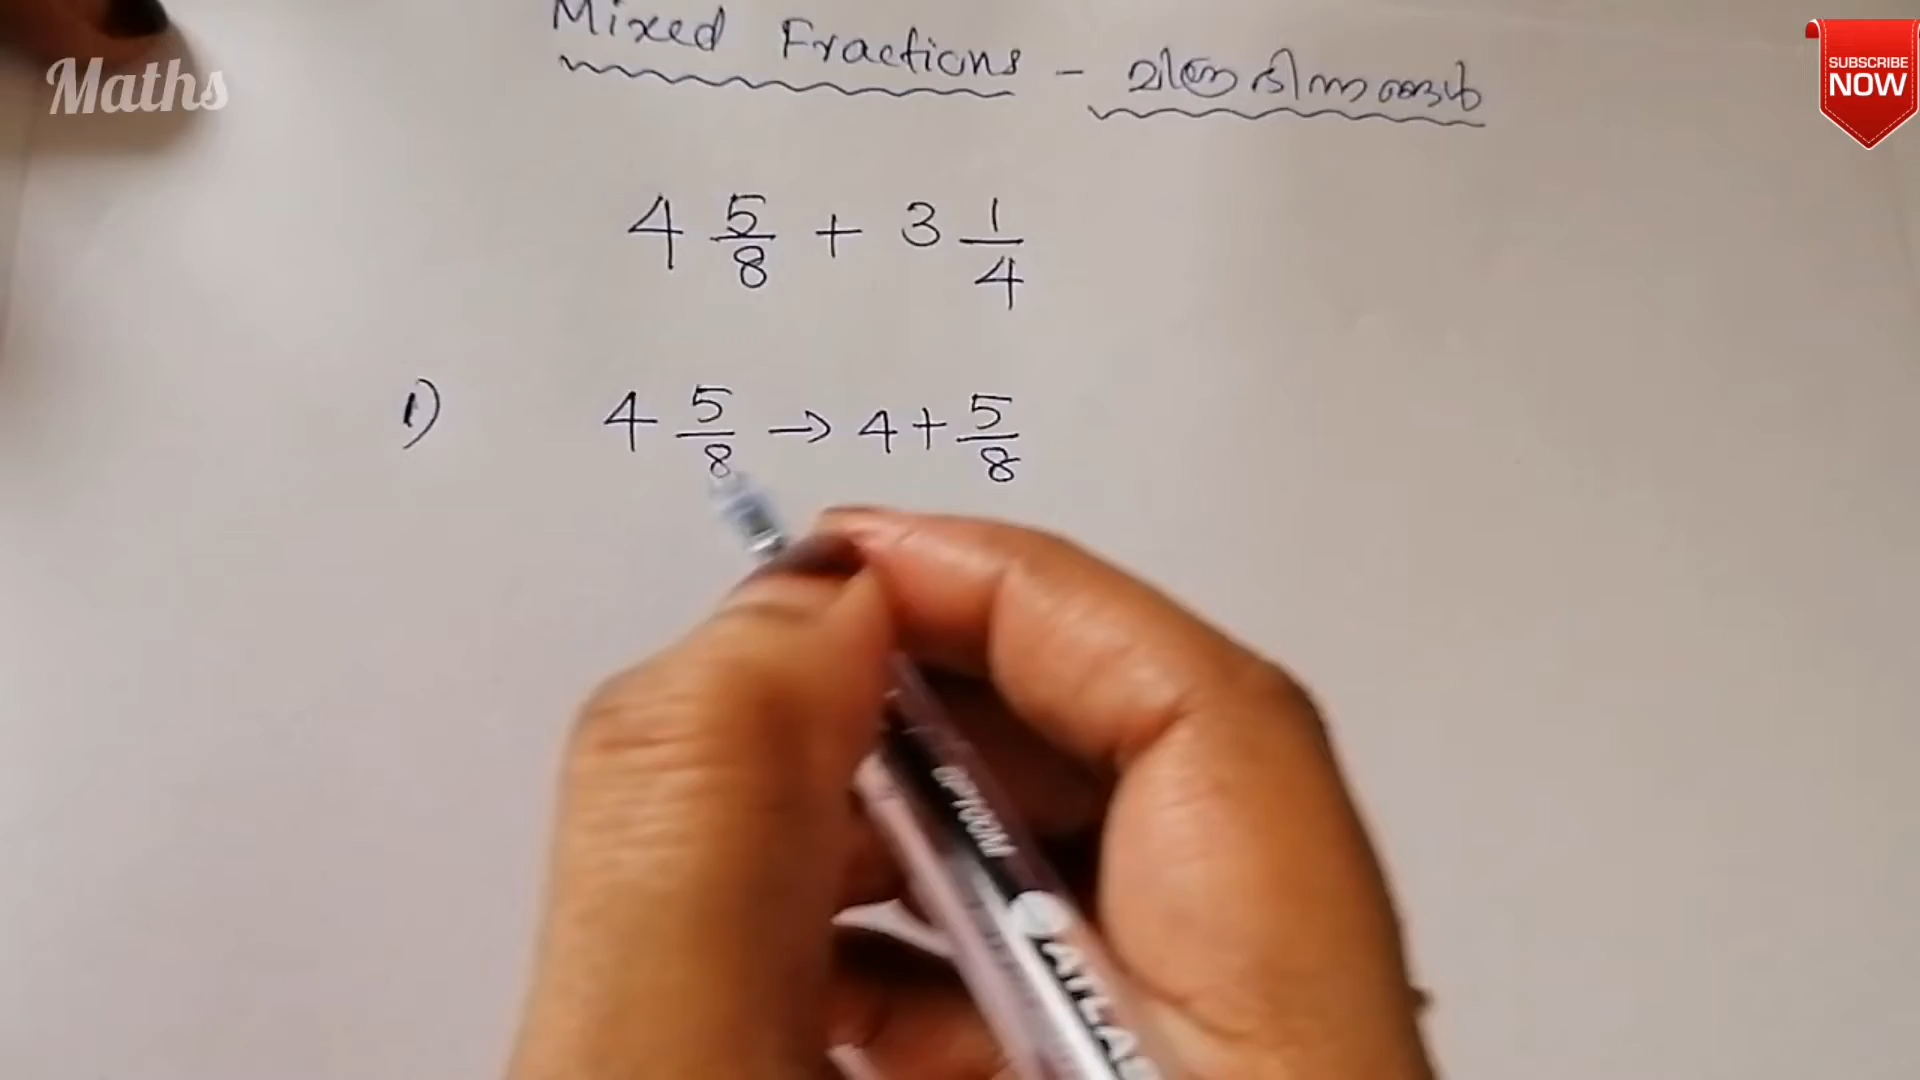 Mixed Fractions - മിശ്രഭിന്നങ്ങൾ
Maths
SUBSCRIBE
NOW
4 5/8 + 3 1/4
1) 4 5/8 → 4 + 5/8
ATLAS